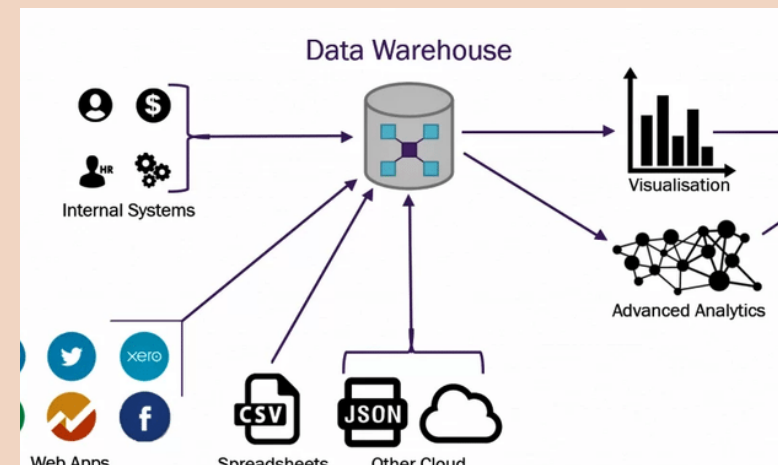 Data Warehouse
$
HR
Internal Systems
Visualisation
Advanced Analytics
xero
f
CSV
JSON
Web Apps
Spreadsheets
Other Cloud